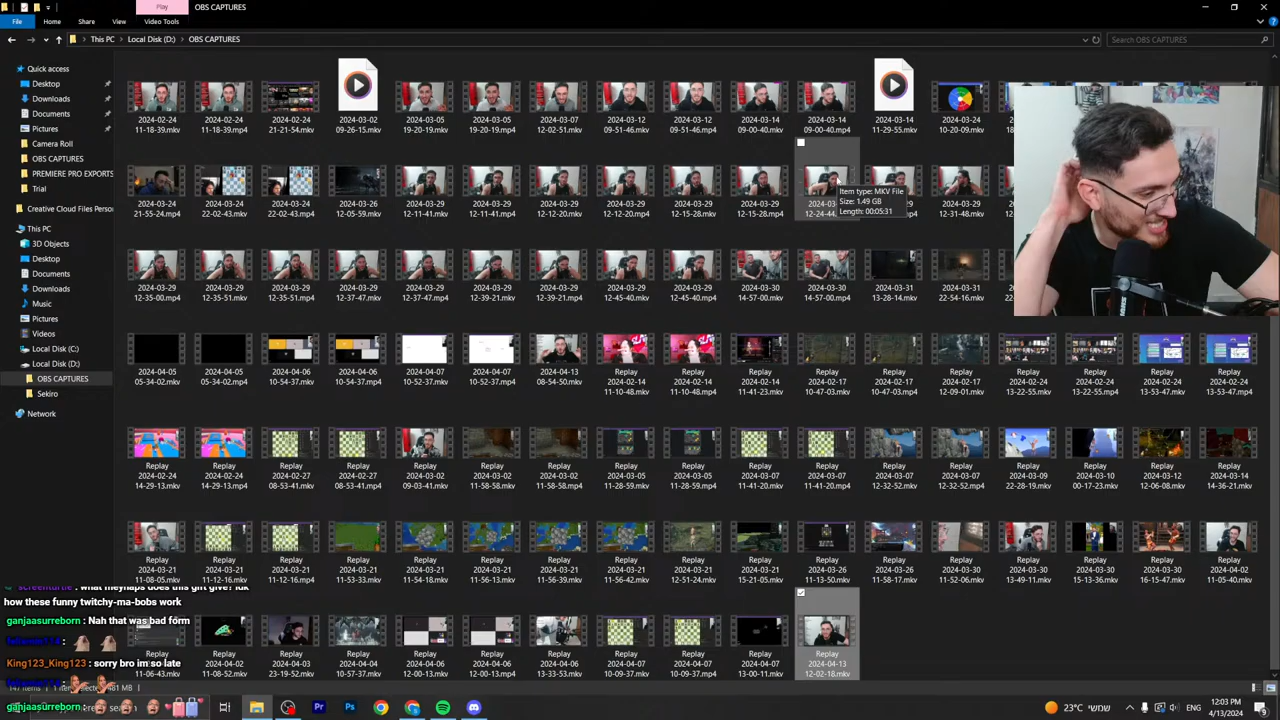 Play
OBS CAPTURES
File
Home
Share
View
Video Tools
This PC
Local Disk (D:)
OBS CAPTURES
Search OBS CAPTURES
Quick access
Desktop
Downloads
Documents
Pictures
Camera Roll
OBS CAPTURES
PREMIERE PRO EXPORTS
Trial
Creative Cloud Files Perso
This PC
3D Objects
Desktop
Documents
Downloads
Music
Pictures
Videos
Local Disk (C:)
Local Disk (D:)
OBS CAPTURES
Sekiro
Network
2024-02-24 2024-02-24 2024-02-24 2024-03-02 2024-03-05 2024-03-05 2024-03-07 2024-03-12 2024-03-12 2024-03-14 2024-03-14 2024-03-14 2024-03-24
11-18-39.mkv 11-18-39.mp4 21-21-54.mkv 09-26-15.mkv 19-20-19.mkv 19-20-19.mp4 12-02-51.mkv 09-51-46.mkv 09-51-46.mp4 09-00-40.mkv 09-00-40.mp4 11-29-55.mkv 10-20-09.mkv
2024-03-24 2024-03-24 2024-03-24 2024-03-26 2024-03-29 2024-03-29 2024-03-29 2024-03-29 2024-03-29 2024-03-29
21-55-24.mkv 22-02-43.mkv 22-02-43.mp4 12-05-59.mkv 12-11-41.mkv 12-11-41.mp4 12-12-20.mkv 12-12-20.mp4 12-15-28.mkv 12-15-28.mp4 12-24-44. 12-31-48.mkv
Item type: MKV File
Size: 1.49 GB
Length: 00:05:31
2024-03-29 2024-03-29 2024-03-29 2024-03-29 2024-03-29 2024-03-29 2024-03-29 2024-03-29 2024-03-29 2024-03-30 2024-03-30 2024-03-31 2024-03-31
12-35-00.mp4 12-35-51.mkv 12-35-51.mp4 12-37-47.mkv 12-37-47.mp4 12-39-21.mkv 12-39-21.mp4 12-45-40.mkv 12-45-40.mp4 14-57-00.mkv 14-57-00.mp4 13-28-14.mkv 22-54-16.mkv
2024-04-05 2024-04-05 2024-04-06 2024-04-06 2024-04-07 2024-04-07 2024-04-13 Replay Replay Replay Replay Replay Replay Replay Replay Replay Replay
05-34-02.mkv 05-34-02.mp4 10-54-37.mkv 10-54-37.mp4 10-52-37.mkv 10-52-37.mp4 08-54-50.mkv 2024-02-14 2024-02-14 2024-02-14 2024-02-17 2024-02-17 2024-02-17 2024-02-24 2024-02-24 2024-02-24 2024-02-24
11-10-48.mkv 11-10-48.mp4 11-41-23.mkv 10-47-03.mkv 10-47-03.mp4 12-09-01.mkv 13-22-55.mkv 13-22-55.mp4 13-53-47.mkv 13-53-47.mp4
Replay Replay Replay Replay Replay Replay Replay Replay Replay Replay Replay Replay Replay Replay Replay Replay Replay
2024-02-24 2024-02-24 2024-02-27 2024-02-27 2024-03-02 2024-03-02 2024-03-02 2024-03-05 2024-03-05 2024-03-07 2024-03-07 2024-03-07 2024-03-07 2024-03-09 2024-03-10 2024-03-12 2024-03-14
14-29-13.mkv 14-29-13.mp4 08-53-41.mkv 08-53-41.mp4 09-03-41.mkv 11-58-58.mkv 11-58-58.mp4 11-28-59.mkv 11-28-59.mp4 11-41-20.mkv 11-41-20.mp4 12-32-52.mkv 12-32-52.mp4 22-28-19.mkv 00-17-23.mkv 12-06-08.mkv 14-36-21.mkv
Replay Replay Replay Replay Replay Replay Replay Replay Replay Replay Replay Replay Replay Replay Replay Replay Replay
2024-03-21 2024-03-21 2024-03-21 2024-03-21 2024-03-21 2024-03-21 2024-03-21 2024-03-21 2024-03-21 2024-03-21 2024-03-26 2024-03-26 2024-03-30 2024-03-30 2024-03-30 2024-03-30 2024-04-02
11-08-05.mkv 11-12-16.mkv 11-12-16.mp4 11-53-33.mkv 11-54-18.mkv 11-56-13.mkv 11-56-39.mkv 11-56-42.mkv 12-51-24.mkv 15-21-05.mkv 11-13-50.mkv 11-58-17.mkv 11-52-06.mkv 13-49-11.mkv 15-13-36.mkv 16-15-47.mkv 11-05-40.mkv
Replay Replay Replay Replay Replay Replay Replay Replay Replay Replay Replay
2024-04-02 2024-04-03 2024-04-04 2024-04-06 2024-04-06 2024-04-06 2024-04-07 2024-04-07 2024-04-07 2024-04-13
11-06-43.mkv 11-08-52.mkv 23-19-52.mkv 10-37-57.mkv 12-00-13.mkv 12-00-13.mp4 13-33-47.mkv 10-09-37.mkv 10-09-37.mp4 14-00-07.mkv 12-02-18.mkv
how these funny twitchy-ma-bobs work
ganjaasurreborn : Nah that was bad form
King123_King123 : sorry bro im so late
ganjaasurreborn :
147 items
481 MB
23°C שמשי
ENG
12:03 PM
4/13/2024